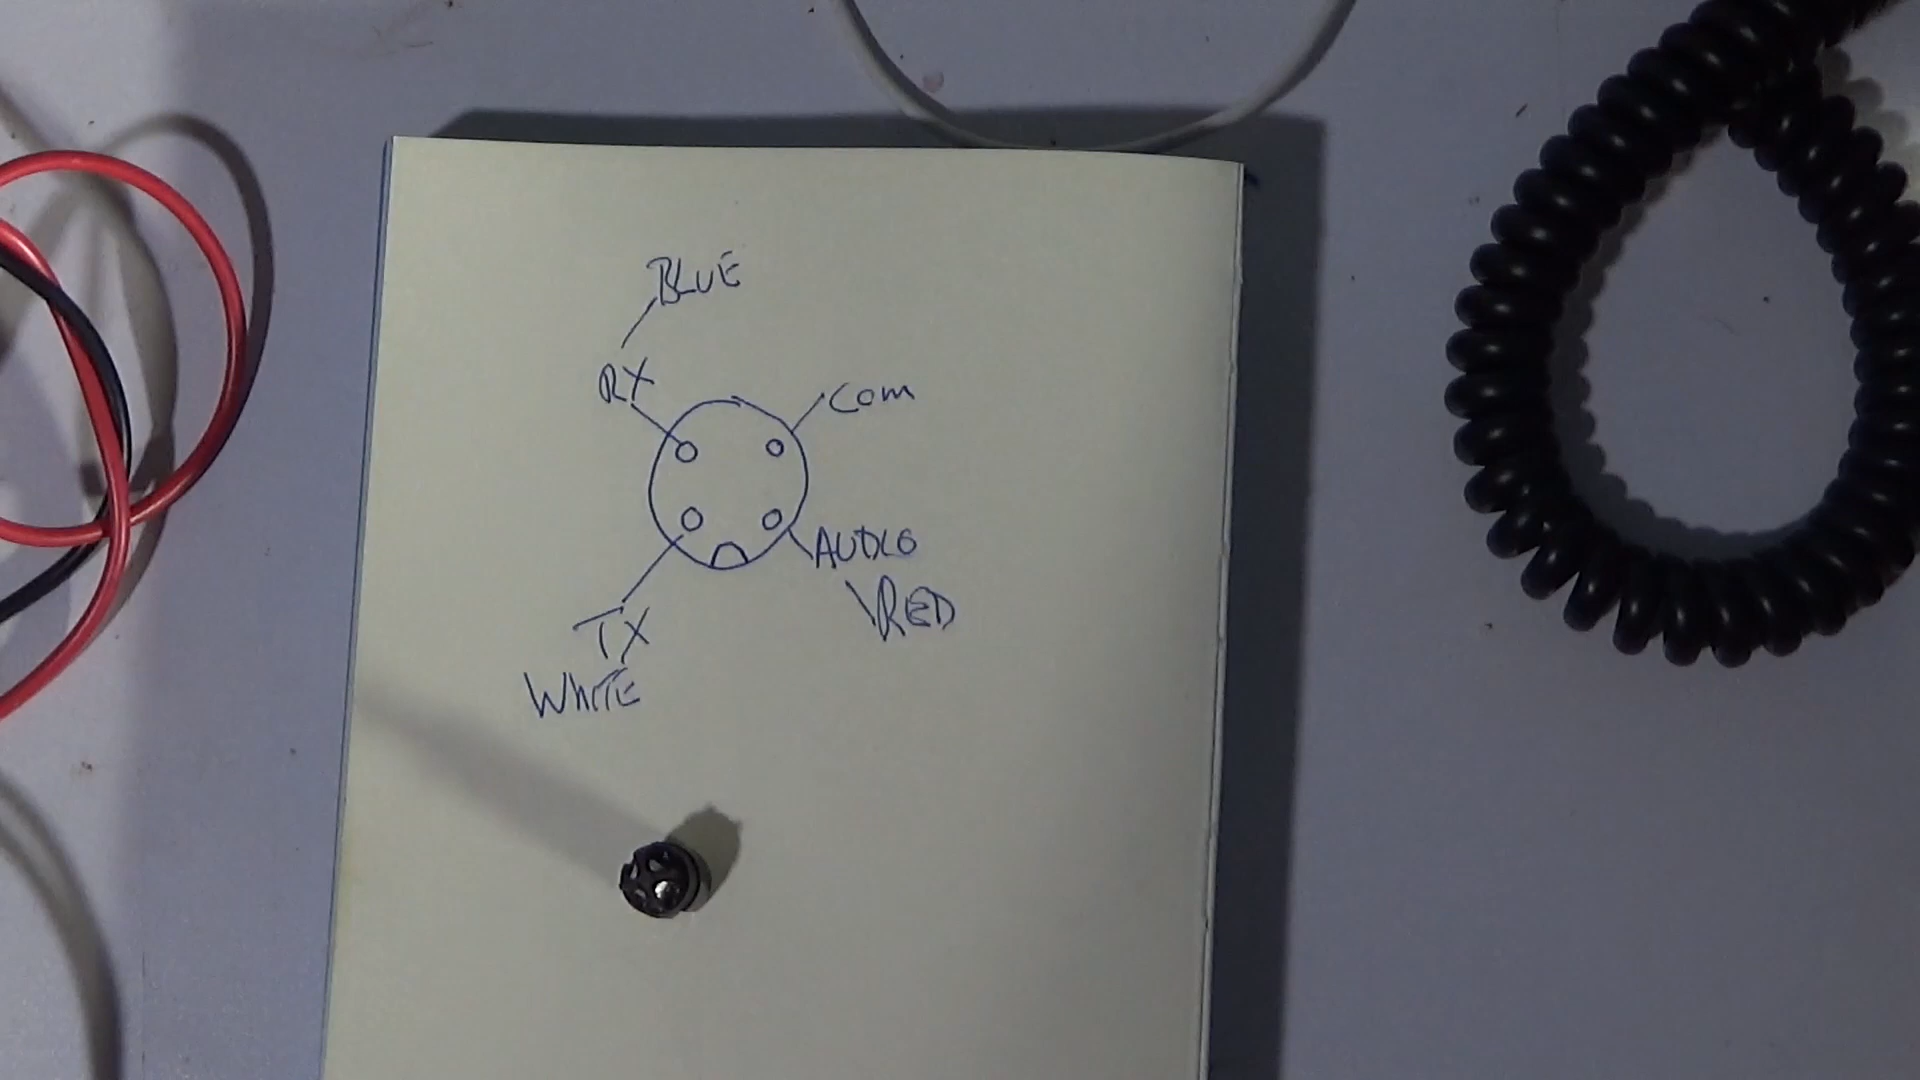 BLUE
RX
Com
AUDIO
RED
TX
WHITE